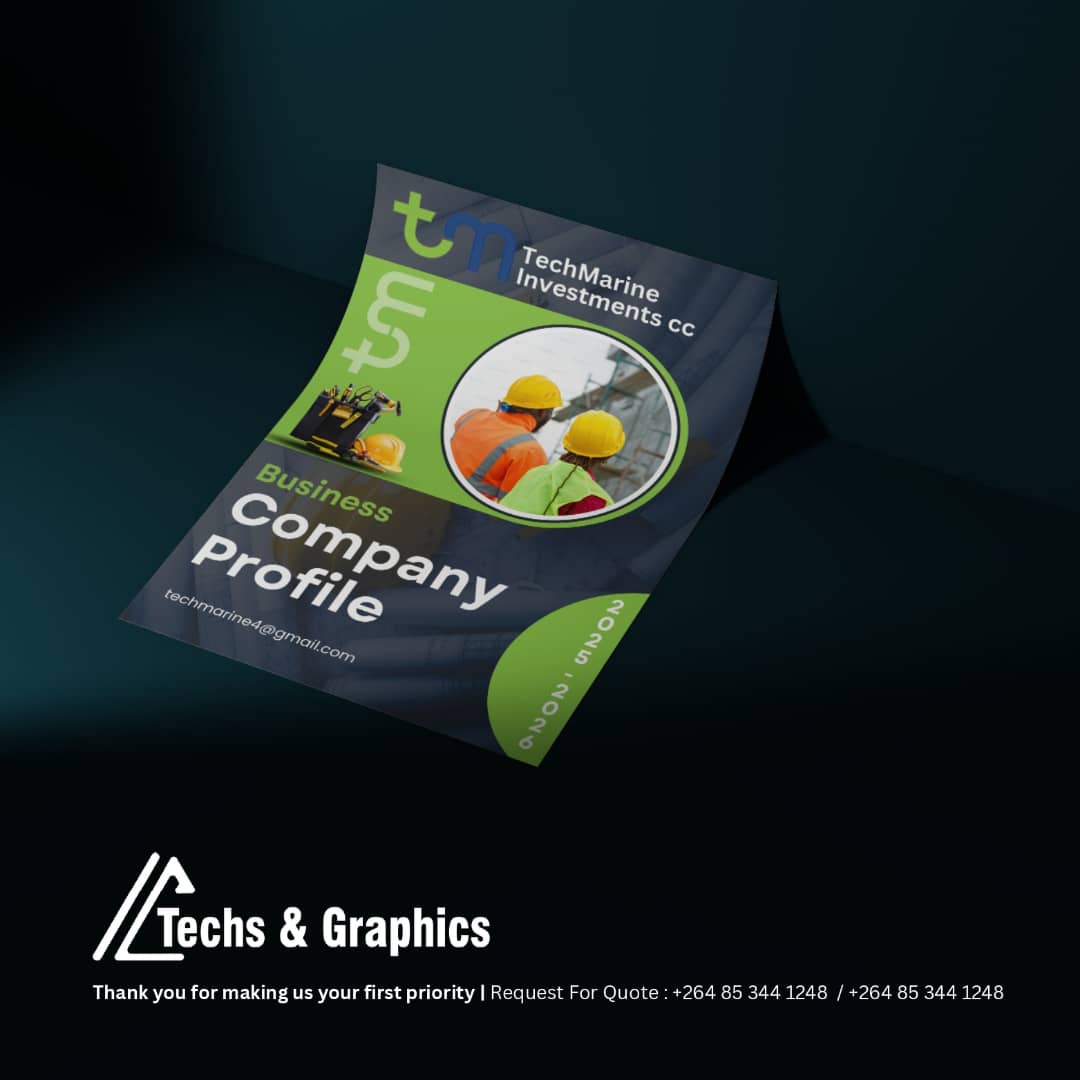 tm
TechMarine
Investments cc
tm
Business
Company
Profile
techmarine4@gmail.com
2025 - 2026
Techs & Graphics
Thank you for making us your first priority | Request For Quote : +264 85 344 1248 / +264 85 344 1248